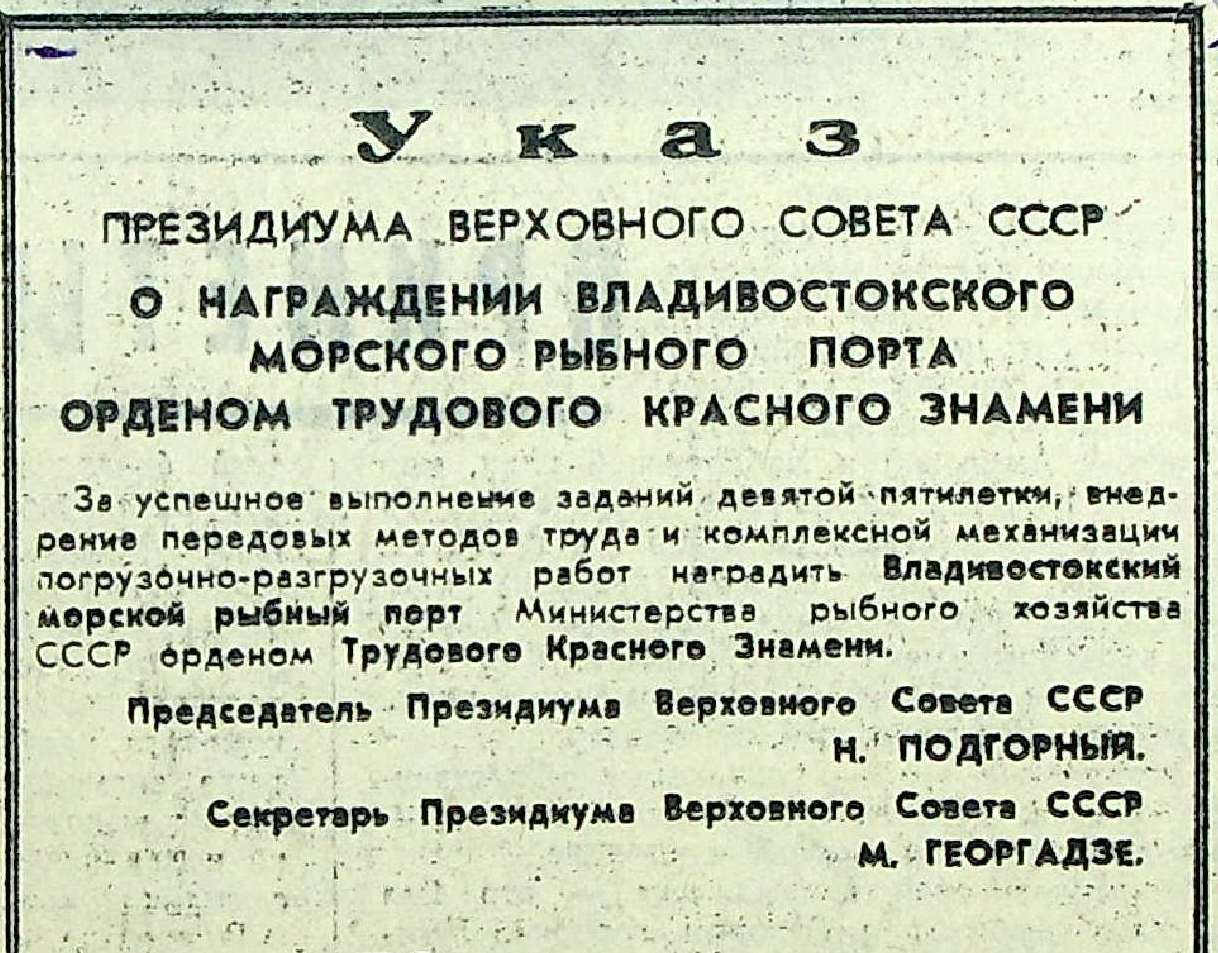 Указ
ПРЕЗИДИУМА ВЕРХОВНОГО СОВЕТА СССР
О НАГРАЖДЕНИИ ВЛАДИВОСТОКСКОГО
МОРСКОГО РЫБНОГО ПОРТА
ОРДЕНОМ ТРУДОВОГО КРАСНОГО ЗНАМЕНИ
За успешное выполнение заданий девятой пятилетки, внед-
рение передовых методов труда и комплексной механизации
погрузочно-разгрузочных работ наградить Владивостокский
морской рыбный порт Министерства рыбного хозяйства
СССР орденом Трудового Красного Знамени.
Председатель Президиума Верховного Совета СССР
Н. ПОДГОРНЫЙ.
Секретарь Президиума Верховного Совета СССР
М. ГЕОРГАДЗЕ.